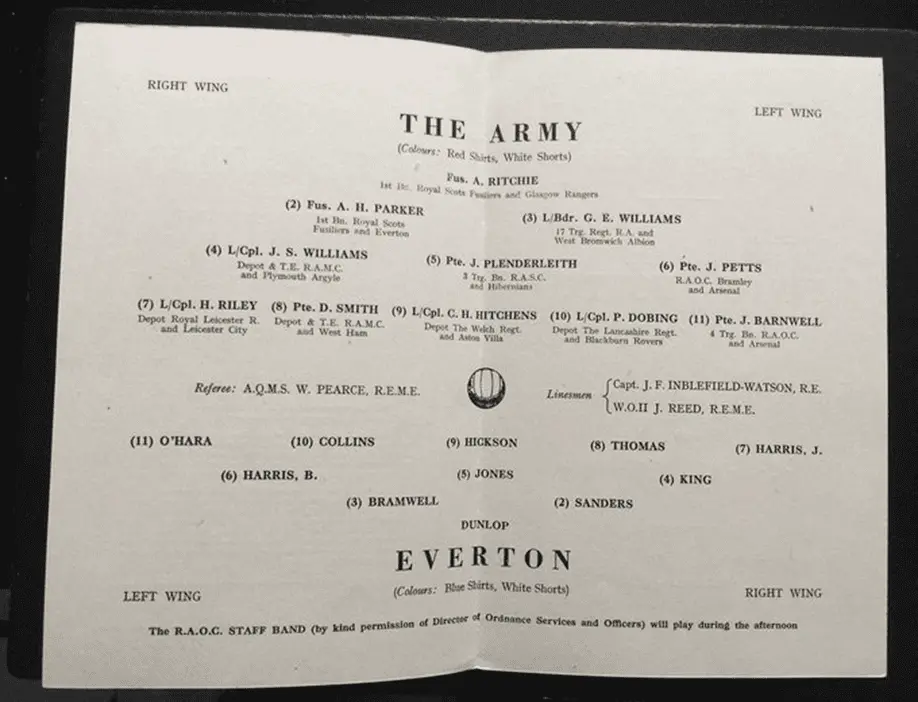 RIGHT WING
LEFT WING
THE ARMY
(Colours: Red Shirts, White Shorts)
Fus. A. RITCHIE
1st Bn. Royal Scots Fusiliers and Glasgow Rangers
(2) Fus. A. H. PARKER
1st Bn. Royal Scots
Fusiliers and Everton
(3) L/Bdr. G. E. WILLIAMS
17 Trg. Regt. R.A. and
West Bromwich Albion
(4) L/Cpl. J. S. WILLIAMS
Depot & T.E. R.A.M.C.
and Plymouth Argyle
(5) Pte. J. PLENDERLEITH
3 Trg. Bn. R.A.S.C.
and Hibernians
(6) Pte. J. PETTS
R.A.O.C. Bramley
and Arsenal
(7) L/Cpl. H. RILEY
Depot Royal Leicester R.
and Leicester City
(8) Pte. D. SMITH
Depot & T.E. R.A.M.C.
and West Ham
(9) L/Cpl. C. H. HITCHENS
Depot The Welch Regt.
and Aston Villa
(10) L/Cpl. P. DOBING
Depot The Lancashire Regt.
and Blackburn Rovers
(11) Pte. J. BARNWELL
4 Trg. Bn. R.A.O.C.
and Arsenal
Referee: A.Q.M.S. W. PEARCE, R.E.M.E.
Linesmen { Capt. J. F. INBLEFIELD-WATSON, R.E.
W.O.II J. REED, R.E.M.E.
(11) O'HARA (10) COLLINS (9) HICKSON (8) THOMAS (7) HARRIS, J.
(6) HARRIS, B. (5) JONES (4) KING
(3) BRAMWELL (2) SANDERS
DUNLOP
EVERTON
(Colours: Blue Shirts, White Shorts)
LEFT WING
RIGHT WING
The R.A.O.C. STAFF BAND (by kind permission of Director of Ordnance Services and Officers) will play during the afternoon